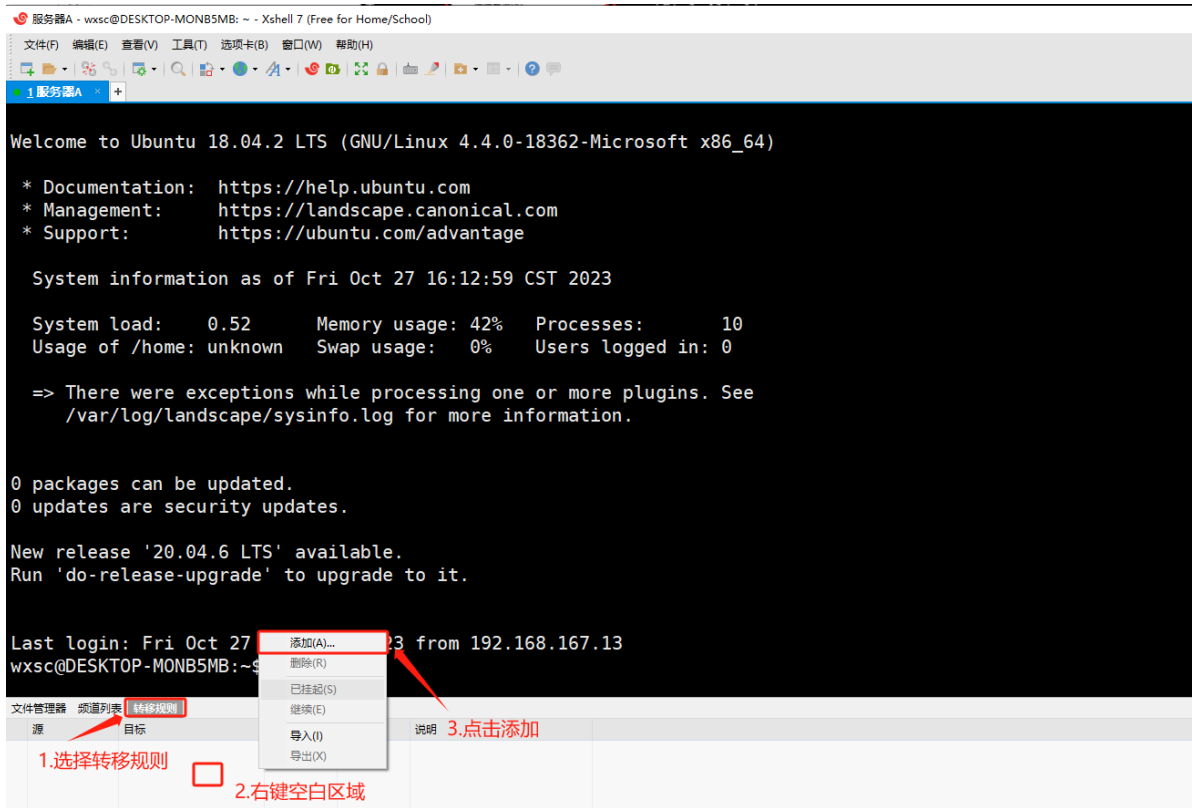 服务器A - wxsc@DESKTOP-MONB5MB: ~ - Xshell 7 (Free for Home/School)
文件(F) 编辑(E) 查看(V) 工具(T) 选项卡(B) 窗口(W) 帮助(H)
1 服务器A × +
Welcome to Ubuntu 18.04.2 LTS (GNU/Linux 4.4.0-18362-Microsoft x86_64)
* Documentation: https://help.ubuntu.com
* Management: https://landscape.canonical.com
* Support: https://ubuntu.com/advantage
System information as of Fri Oct 27 16:12:59 CST 2023
System load: 0.52 Memory usage: 42% Processes: 10
Usage of /home: unknown Swap usage: 0% Users logged in: 0
=> There were exceptions while processing one or more plugins. See
/var/log/landscape/sysinfo.log for more information.
0 packages can be updated.
0 updates are security updates.
New release '20.04.6 LTS' available.
Run 'do-release-upgrade' to upgrade to it.
Last login: Fri Oct 27 23 from 192.168.167.13
wxsc@DESKTOP-MONB5MB:~$
添加(A)...
删除(R)
已挂起(S)
继续(E)
导入(I)
导出(X)
文件管理器 频道列表 转移规则
源 目标 说明
3.点击添加
1.选择转移规则
2.右键空白区域